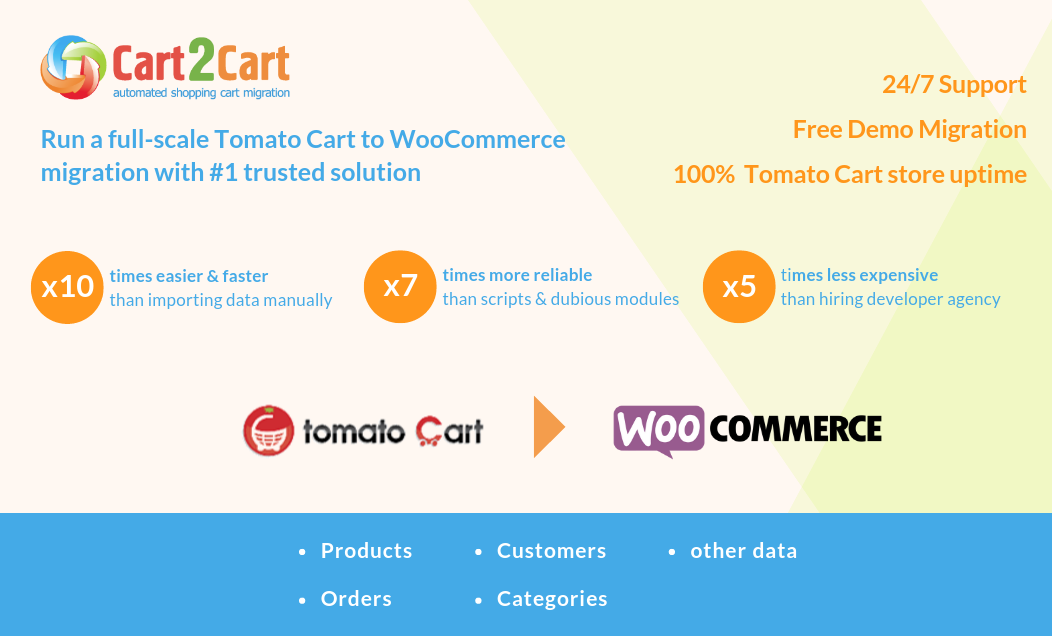 Cart2Cart
automated shopping cart migration
Run a full-scale Tomato Cart to WooCommerce
migration with #1 trusted solution
24/7 Support
Free Demo Migration
100% Tomato Cart store uptime
x10
times easier & faster
than importing data manually
x7
times more reliable
than scripts & dubious modules
x5
times less expensive
than hiring developer agency
tomato Cart
WOO COMMERCE
• Products
• Customers
• other data
• Orders
• Categories